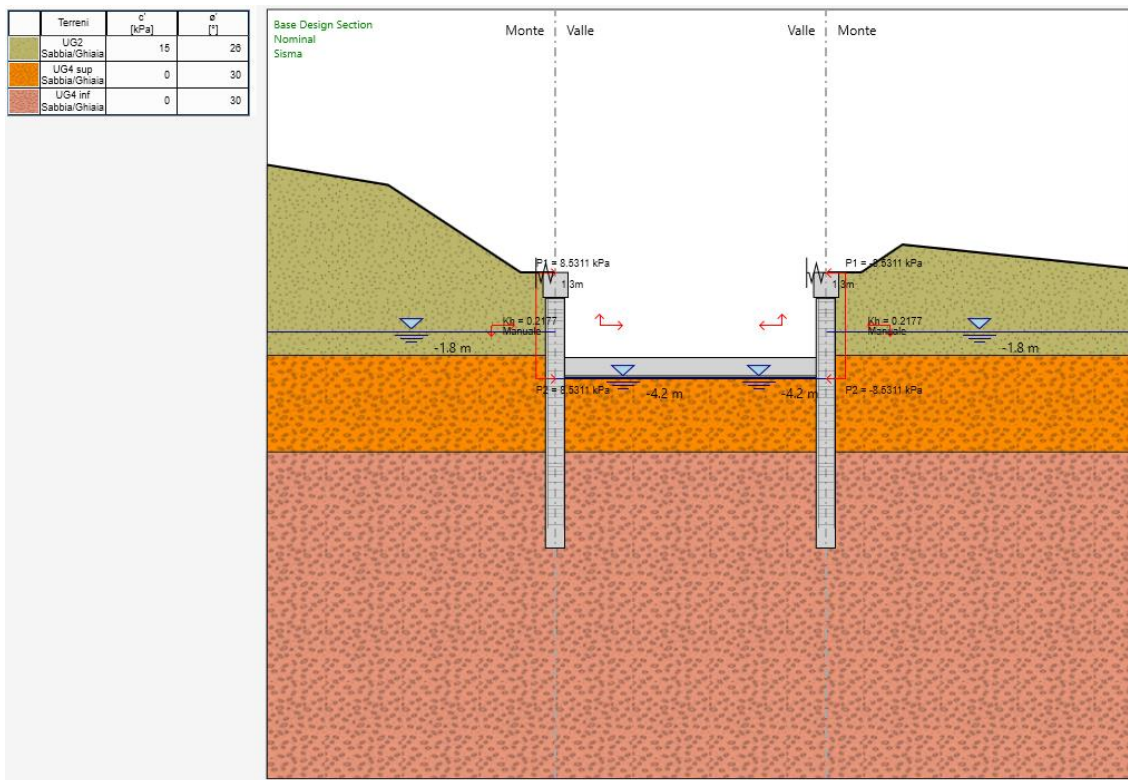 Terreni c' ø'
[kPa] [°]
UG2
Sabbia/Ghiaia 15 26
UG4 sup
Sabbia/Ghiaia 0 30
UG4 inf
Sabbia/Ghiaia 0 30
Base Design Section
Nominal
Sisma
Monte Valle
Valle Monte
P1 = 8.5311 kPa
P1 = -8.5311 kPa
1.3m
1.3m
Kh = 0.2177
Manuale
Kh = 0.2177
Manuale
-1.8 m
-1.8 m
P2 = 8.5311 kPa
-4.2 m
-4.2 m
P2 = -8.5311 kPa